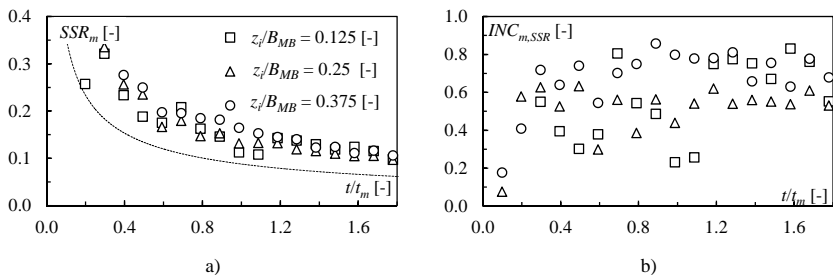 SSR_m [-]
z_i/B_MB = 0.125 [-]
z_i/B_MB = 0.25 [-]
z_i/B_MB = 0.375 [-]
0.4
0.3
0.2
0.1
0.0
t/t_m [-]
0.0 0.4 0.8 1.2 1.6
a)
INC_m,SSR [-]
1.0
0.8
0.6
0.4
0.2
0.0
t/t_m [-]
0.0 0.4 0.8 1.2 1.6
b)